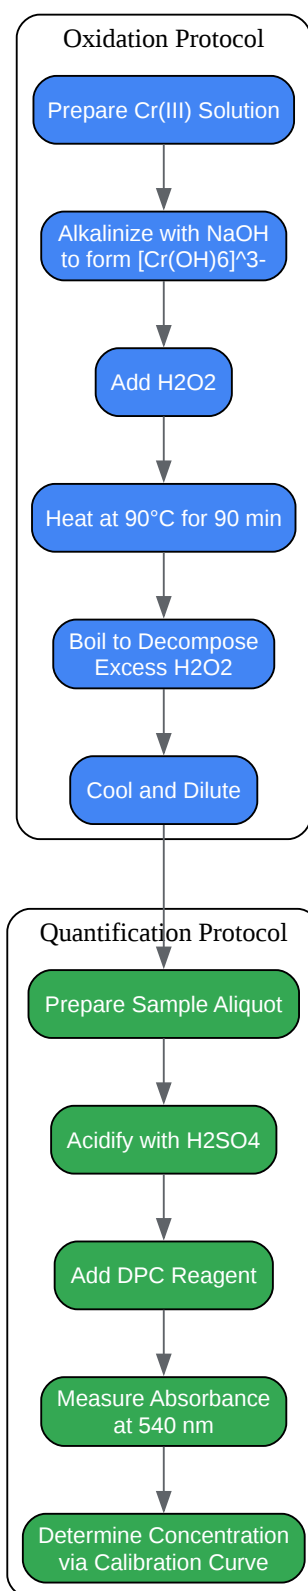 Oxidation Protocol
Prepare Cr(III) Solution
Alkalinize with NaOH
to form [Cr(OH)6]^3-
Add H2O2
Heat at 90°C for 90 min
Boil to Decompose
Excess H2O2
Cool and Dilute
Quantification Protocol
Prepare Sample Aliquot
Acidify with H2SO4
Add DPC Reagent
Measure Absorbance
at 540 nm
Determine Concentration
via Calibration Curve